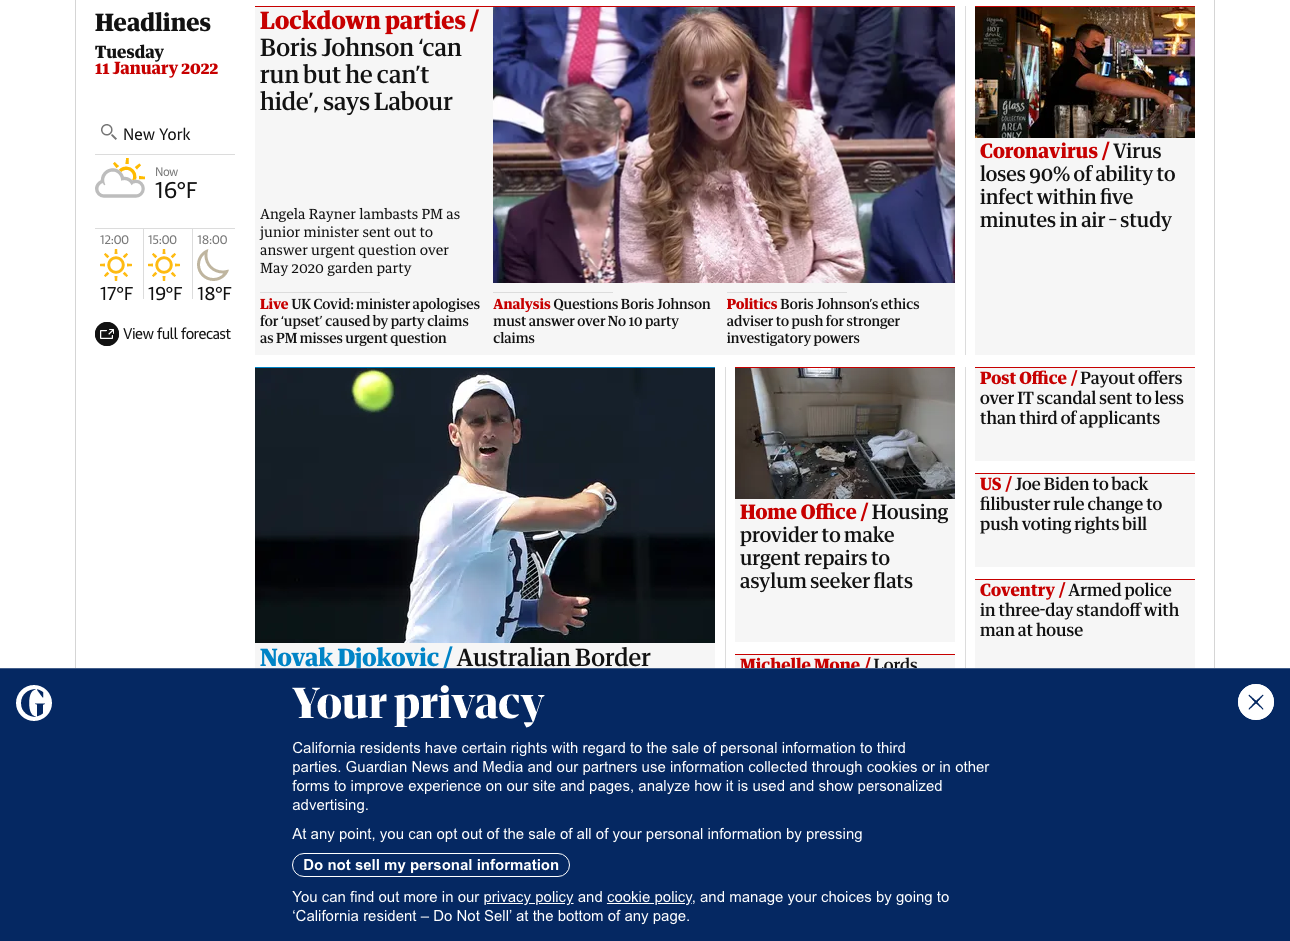 Headlines
Tuesday
11 January 2022
New York
Now
16°F
12:00
15:00
18:00
17°F
19°F
18°F
View full forecast
Lockdown parties /
Boris Johnson ‘can
run but he can’t
hide’, says Labour
Angela Rayner lambasts PM as
junior minister sent out to
answer urgent question over
May 2020 garden party
Live UK Covid: minister apologises
for ‘upset’ caused by party claims
as PM misses urgent question
Analysis Questions Boris Johnson
must answer over No 10 party
claims
Politics Boris Johnson’s ethics
adviser to push for stronger
investigatory powers
glass
COLLECTION
AREA
ONLY
Coronavirus / Virus
loses 90% of ability to
infect within five
minutes in air – study
Novak Djokovic / Australian Border
Home Office / Housing
provider to make
urgent repairs to
asylum seeker flats
Michelle Mone / Lords
Post Office / Payout offers
over IT scandal sent to less
than third of applicants
US / Joe Biden to back
filibuster rule change to
push voting rights bill
Coventry / Armed police
in three-day standoff with
man at house
Your privacy
California residents have certain rights with regard to the sale of personal information to third
parties. Guardian News and Media and our partners use information collected through cookies or in other
forms to improve experience on our site and pages, analyze how it is used and show personalized
advertising.
At any point, you can opt out of the sale of all of your personal information by pressing
Do not sell my personal information
You can find out more in our privacy policy and cookie policy, and manage your choices by going to
‘California resident – Do Not Sell’ at the bottom of any page.